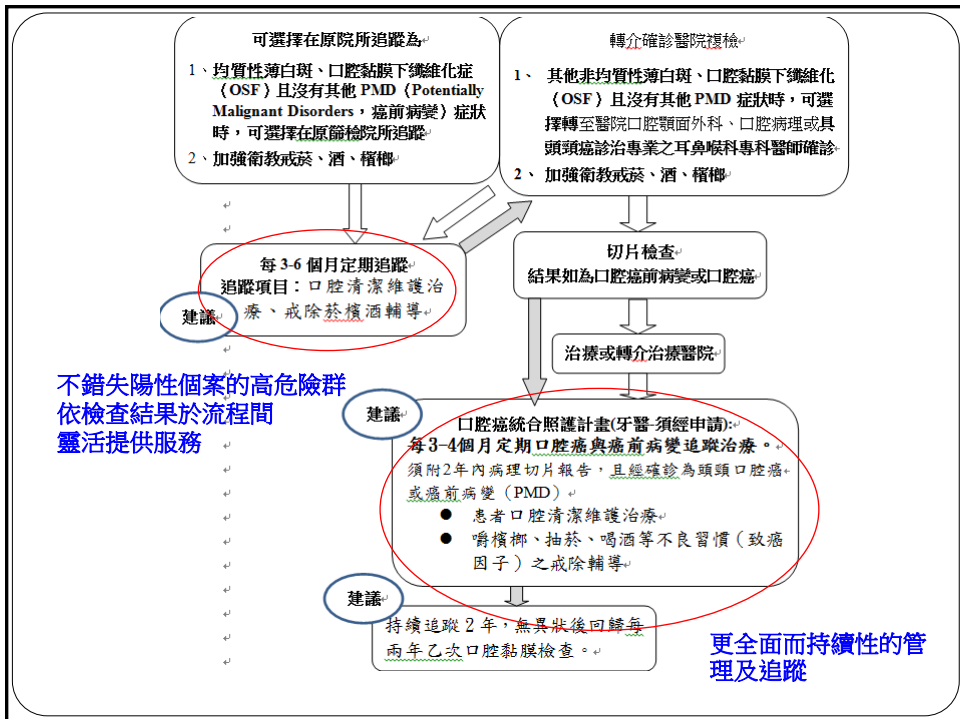 可選擇在原院所追蹤為
1、均質性薄白斑、口腔黏膜下纖維化症
（OSF）且沒有其他 PMD（Potentially
Malignant Disorders，癌前病變）症狀
時，可選擇在原篩檢院所追蹤
2、加強衛教戒菸、酒、檳榔
轉介確診醫院複檢
1、 其他非均質性薄白斑、口腔黏膜下纖維化
（OSF）且沒有其他 PMD 症狀時，可選
擇轉至醫院口腔顎面外科、口腔病理或具
頭頸癌診治專業之耳鼻喉科專科醫師確診
2、 加強衛教戒菸、酒、檳榔
每 3-6 個月定期追蹤
追蹤項目：口腔清潔維護治
療、戒除菸檳酒輔導
建議
切片檢查
結果如為口腔癌前病變或口腔癌
治療或轉介治療醫院
不錯失陽性個案的高危險群
依檢查結果於流程間
靈活提供服務
建議
口腔癌統合照護計畫(牙醫-須經申請):
每3-4個月定期口腔癌與癌前病變追蹤治療。
須附2年內病理切片報告，且經確診為頭頸口腔癌
或癌前病變（PMD）
● 患者口腔清潔維護治療
● 嚼檳榔、抽菸、喝酒等不良習慣（致癌
因子）之戒除輔導
建議
持續追蹤 2 年，無異狀後回歸每
兩年乙次口腔黏膜檢查。
更全面而持續性的管
理及追蹤